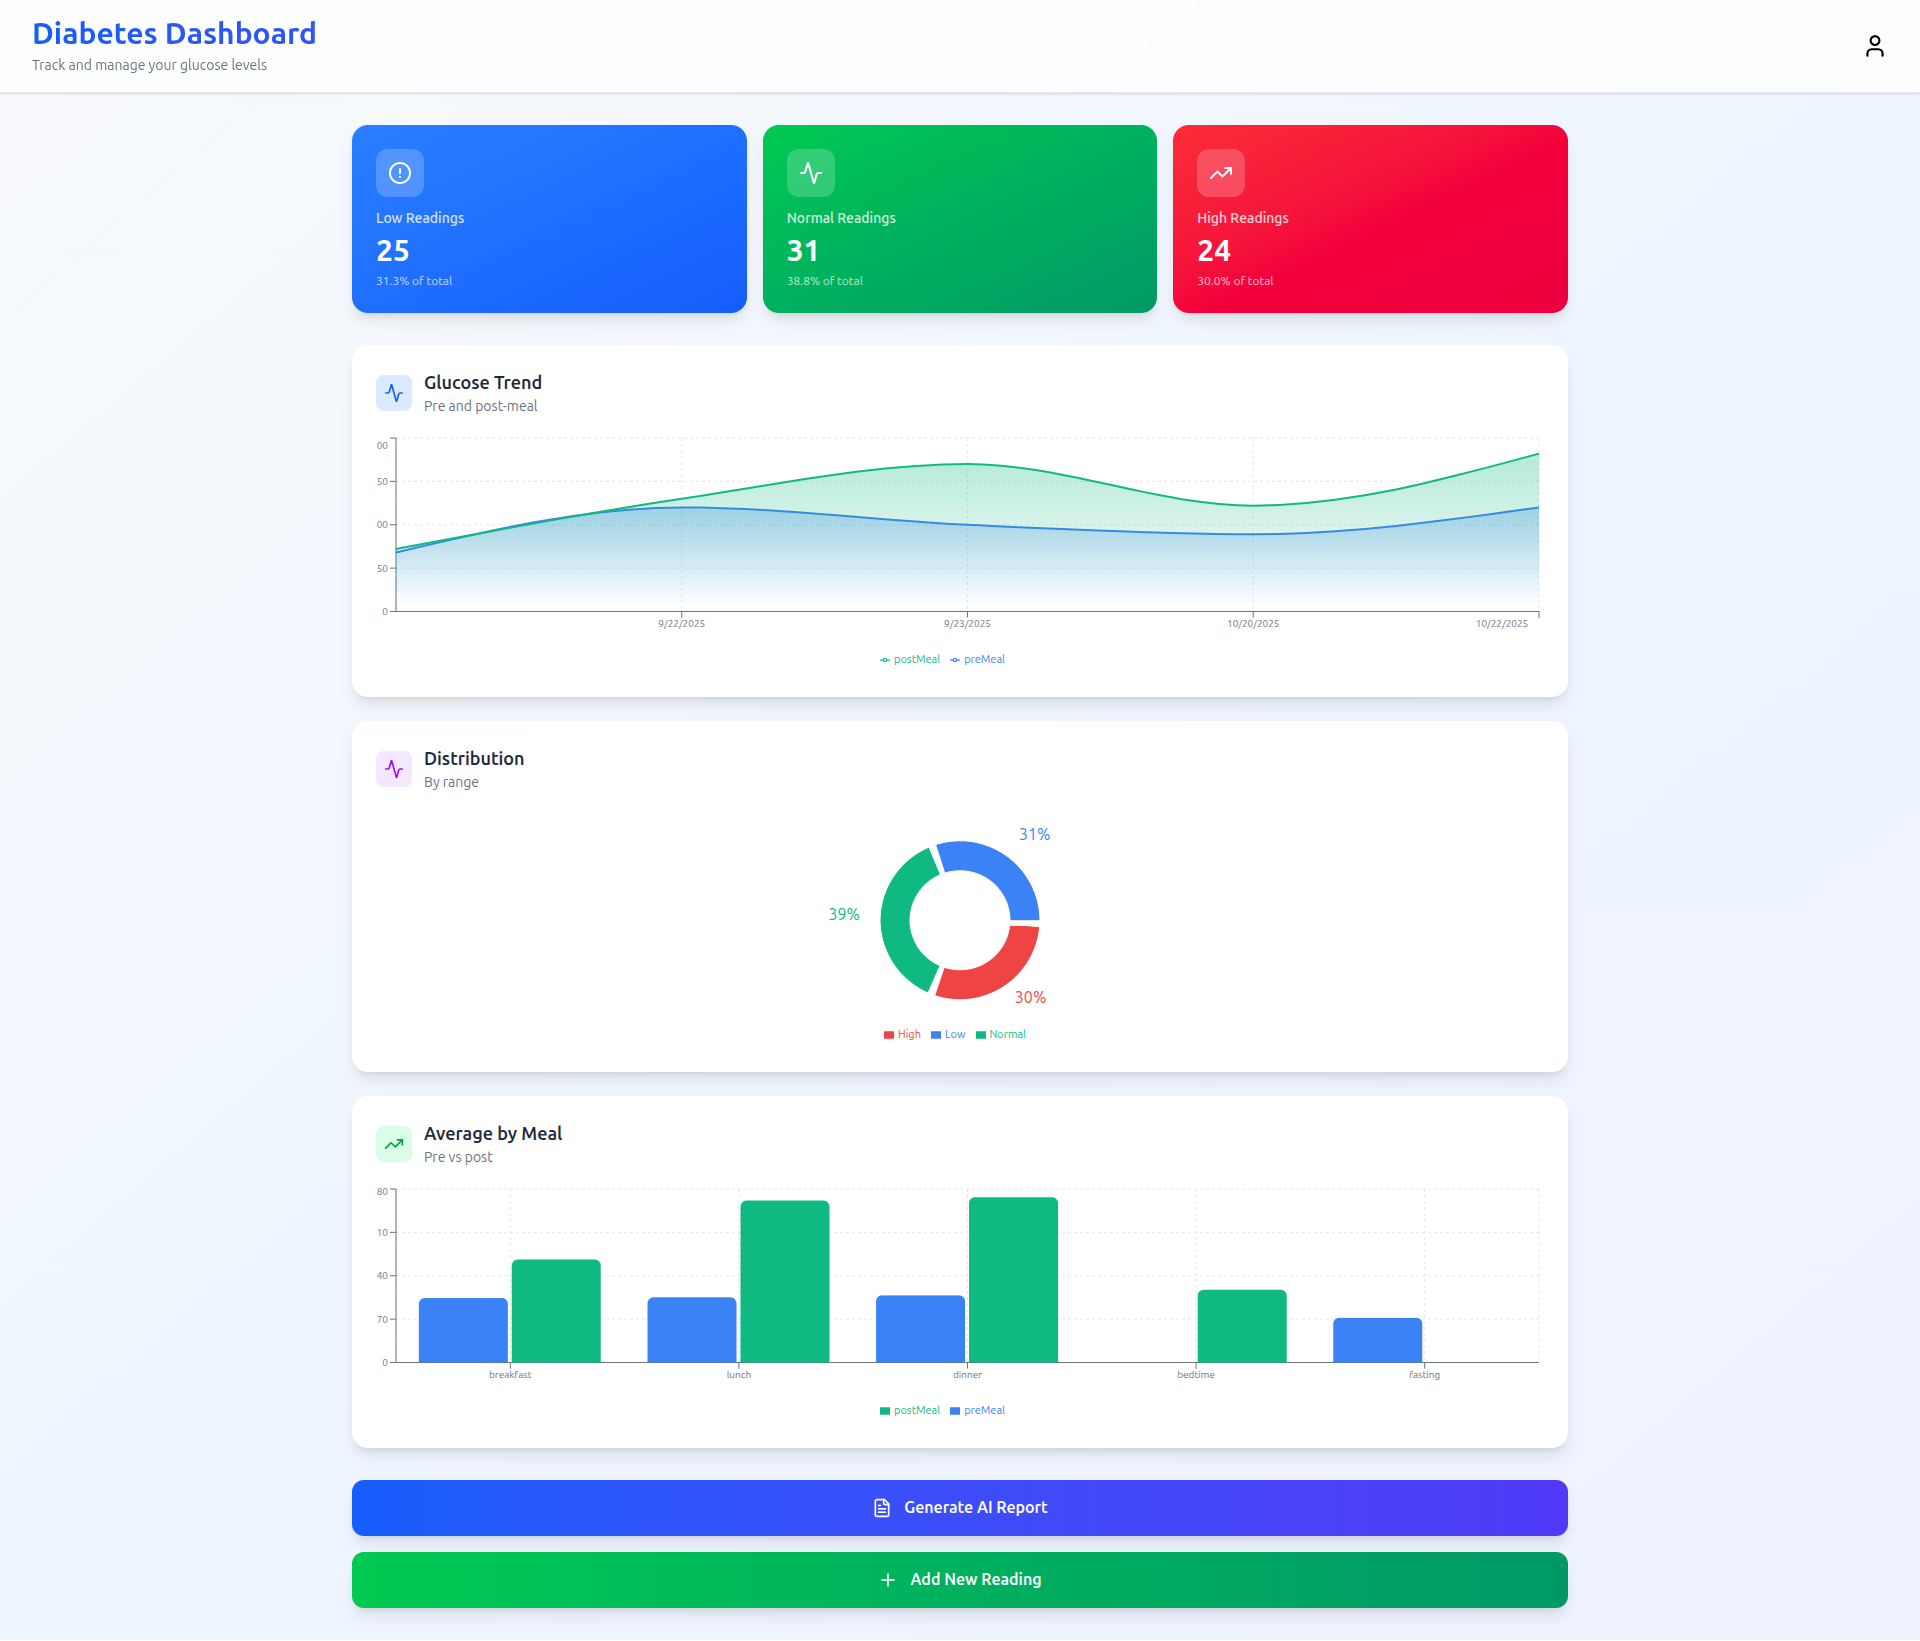 Diabetes Dashboard
Track and manage your glucose levels
Low Readings
25
31.3% of total
Normal Readings
31
38.8% of total
High Readings
24
30.0% of total
Glucose Trend
Pre and post-meal
00
50
00
50
0
9/22/2025 9/23/2025 10/20/2025 10/22/2025
postMeal preMeal
Distribution
By range
31%
39%
30%
High Low Normal
Average by Meal
Pre vs post
80
10
40
70
0
breakfast lunch dinner bedtime fasting
postMeal preMeal
Generate AI Report
Add New Reading